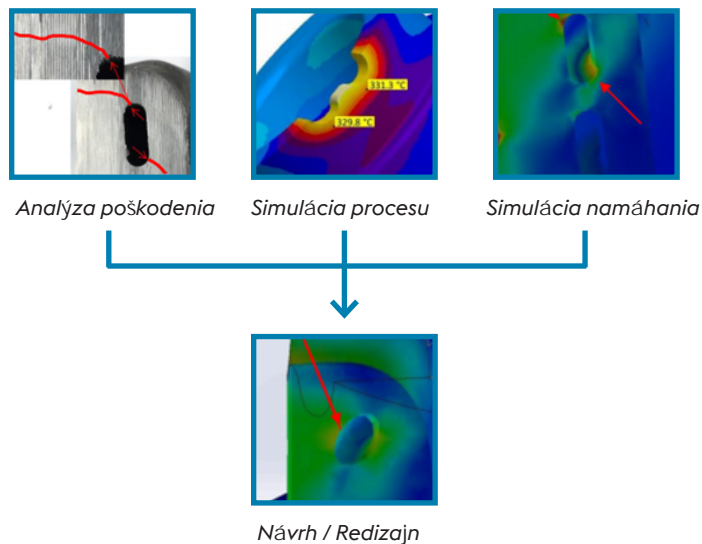 331.3 °C
329.8 °C
Analýza poškodenia
Simulácia procesu
Simulácia namáhania
Návrh / Redizajn